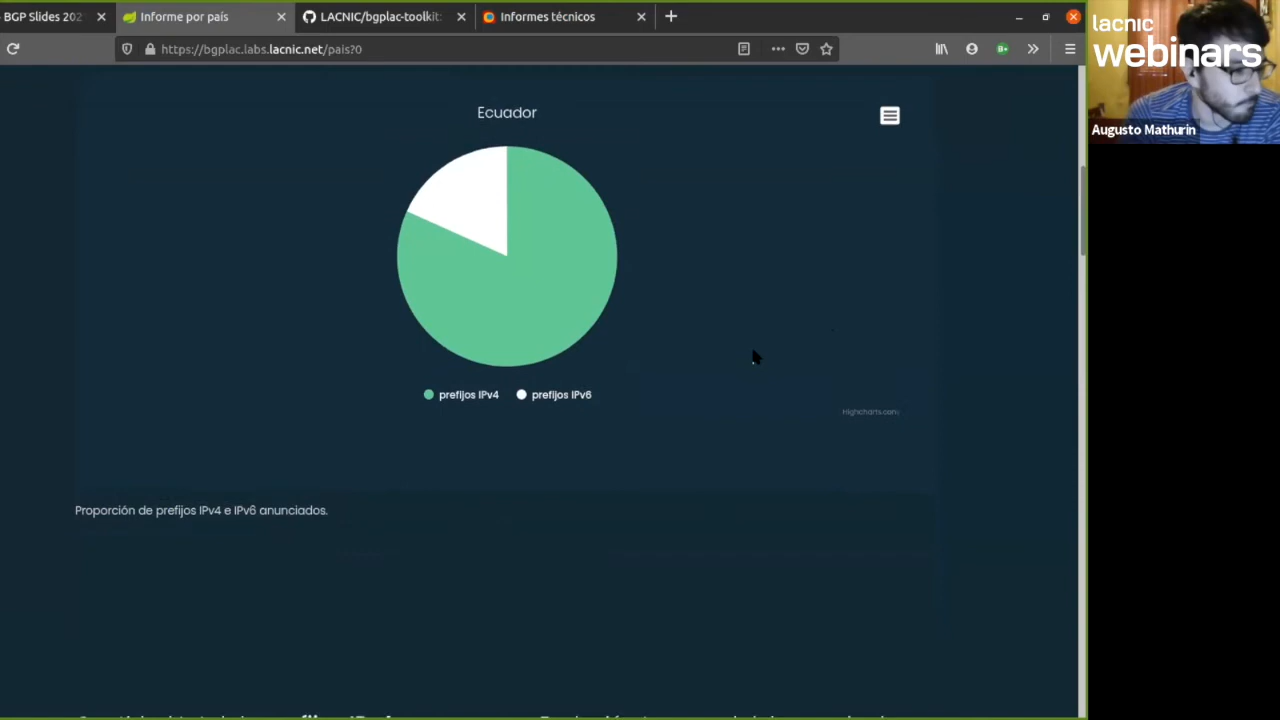 BGP Slides 202
Informe por país
LACNIC/bgplac-toolkit:
Informes técnicos
https://bgplac.labs.lacnic.net/pais?0
lacnic
webinars
Augusto Mathurin
Ecuador
prefijos IPv4
prefijos IPv6
Highcharts.com
Proporción de prefijos IPv4 e IPv6 anunciados.